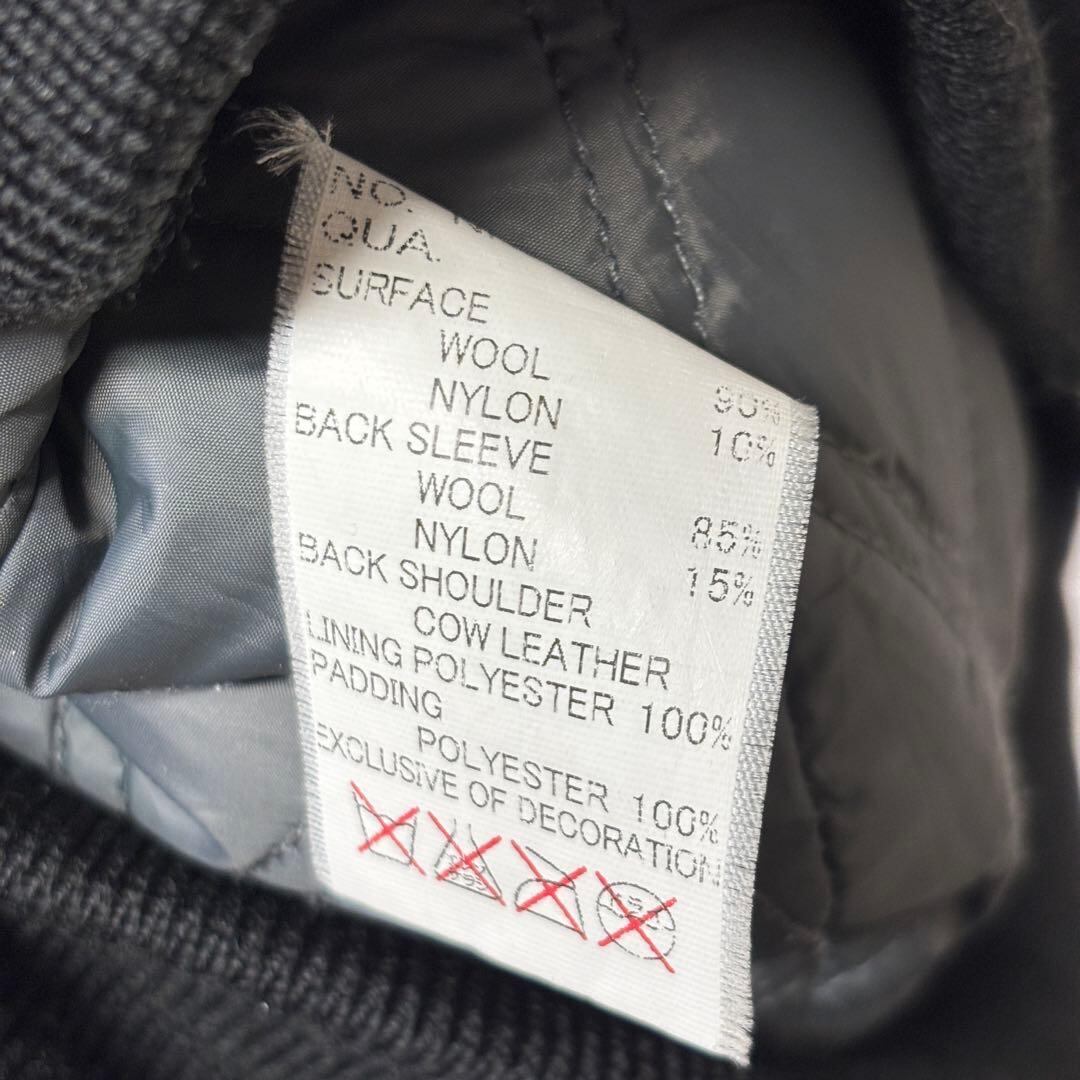 NO.
QUA.
SURFACE
WOOL 90%
NYLON 10%
BACK SLEEVE
WOOL 85%
NYLON 15%
BACK SHOULDER
COW LEATHER
LINING POLYESTER 100%
PADDING
POLYESTER 100%
EXCLUSIVE OF DECORATION